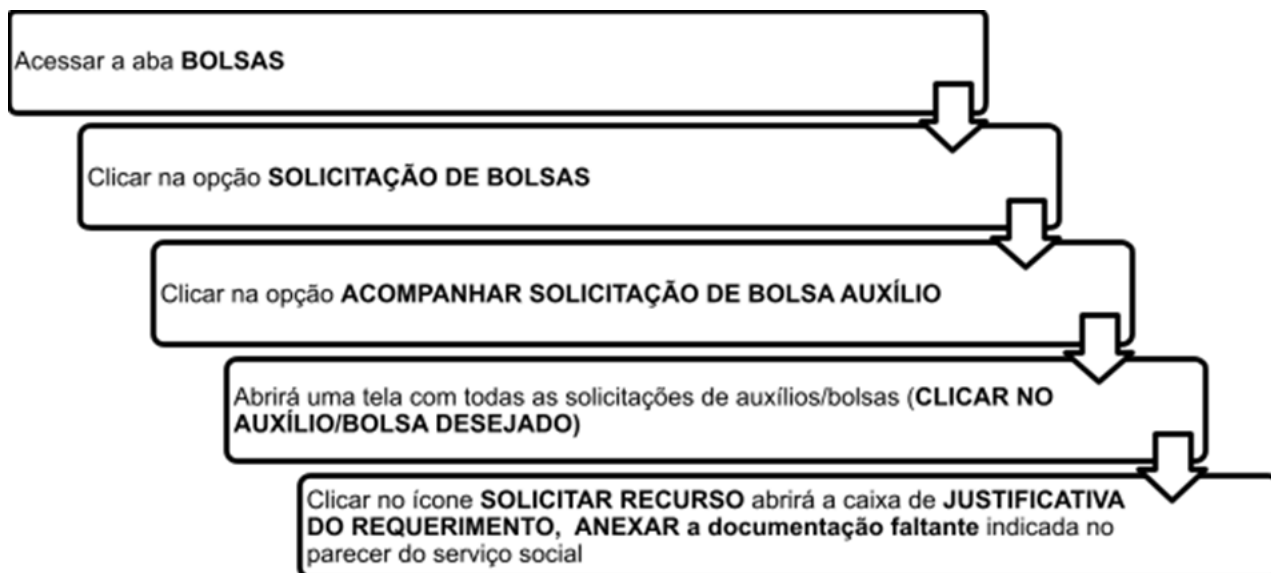 Acessar a aba BOLSAS
Clicar na opção SOLICITAÇÃO DE BOLSAS
Clicar na opção ACOMPANHAR SOLICITAÇÃO DE BOLSA AUXÍLIO
Abrirá uma tela com todas as solicitações de auxílios/bolsas (CLICAR NO
AUXÍLIO/BOLSA DESEJADO)
Clicar no ícone SOLICITAR RECURSO abrirá a caixa de JUSTIFICATIVA
DO REQUERIMENTO, ANEXAR a documentação faltante indicada no
parecer do serviço social